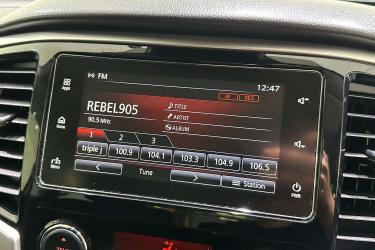 Apps
FM
12:47
AF REG
REBEL905
TITLE
90.5 MHz
ARTIST
ALBUM
Home
1 2 3
triple j 100.9 104.1 103.3 104.9 106.5
Menu
< Tune > Station
PWR